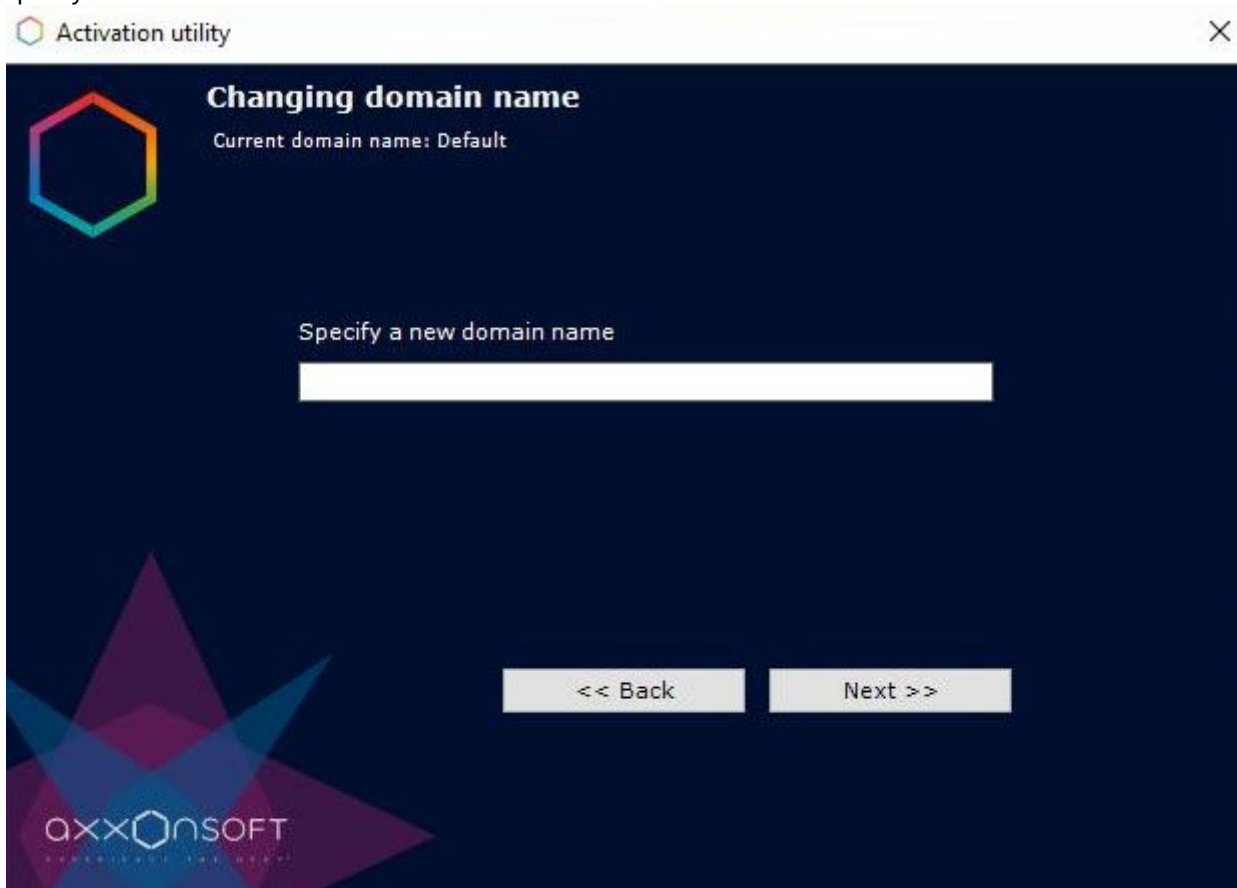 Activation utility
Changing domain name
Current domain name: Default
Specify a new domain name
<< Back
Next >>
axxonsoft